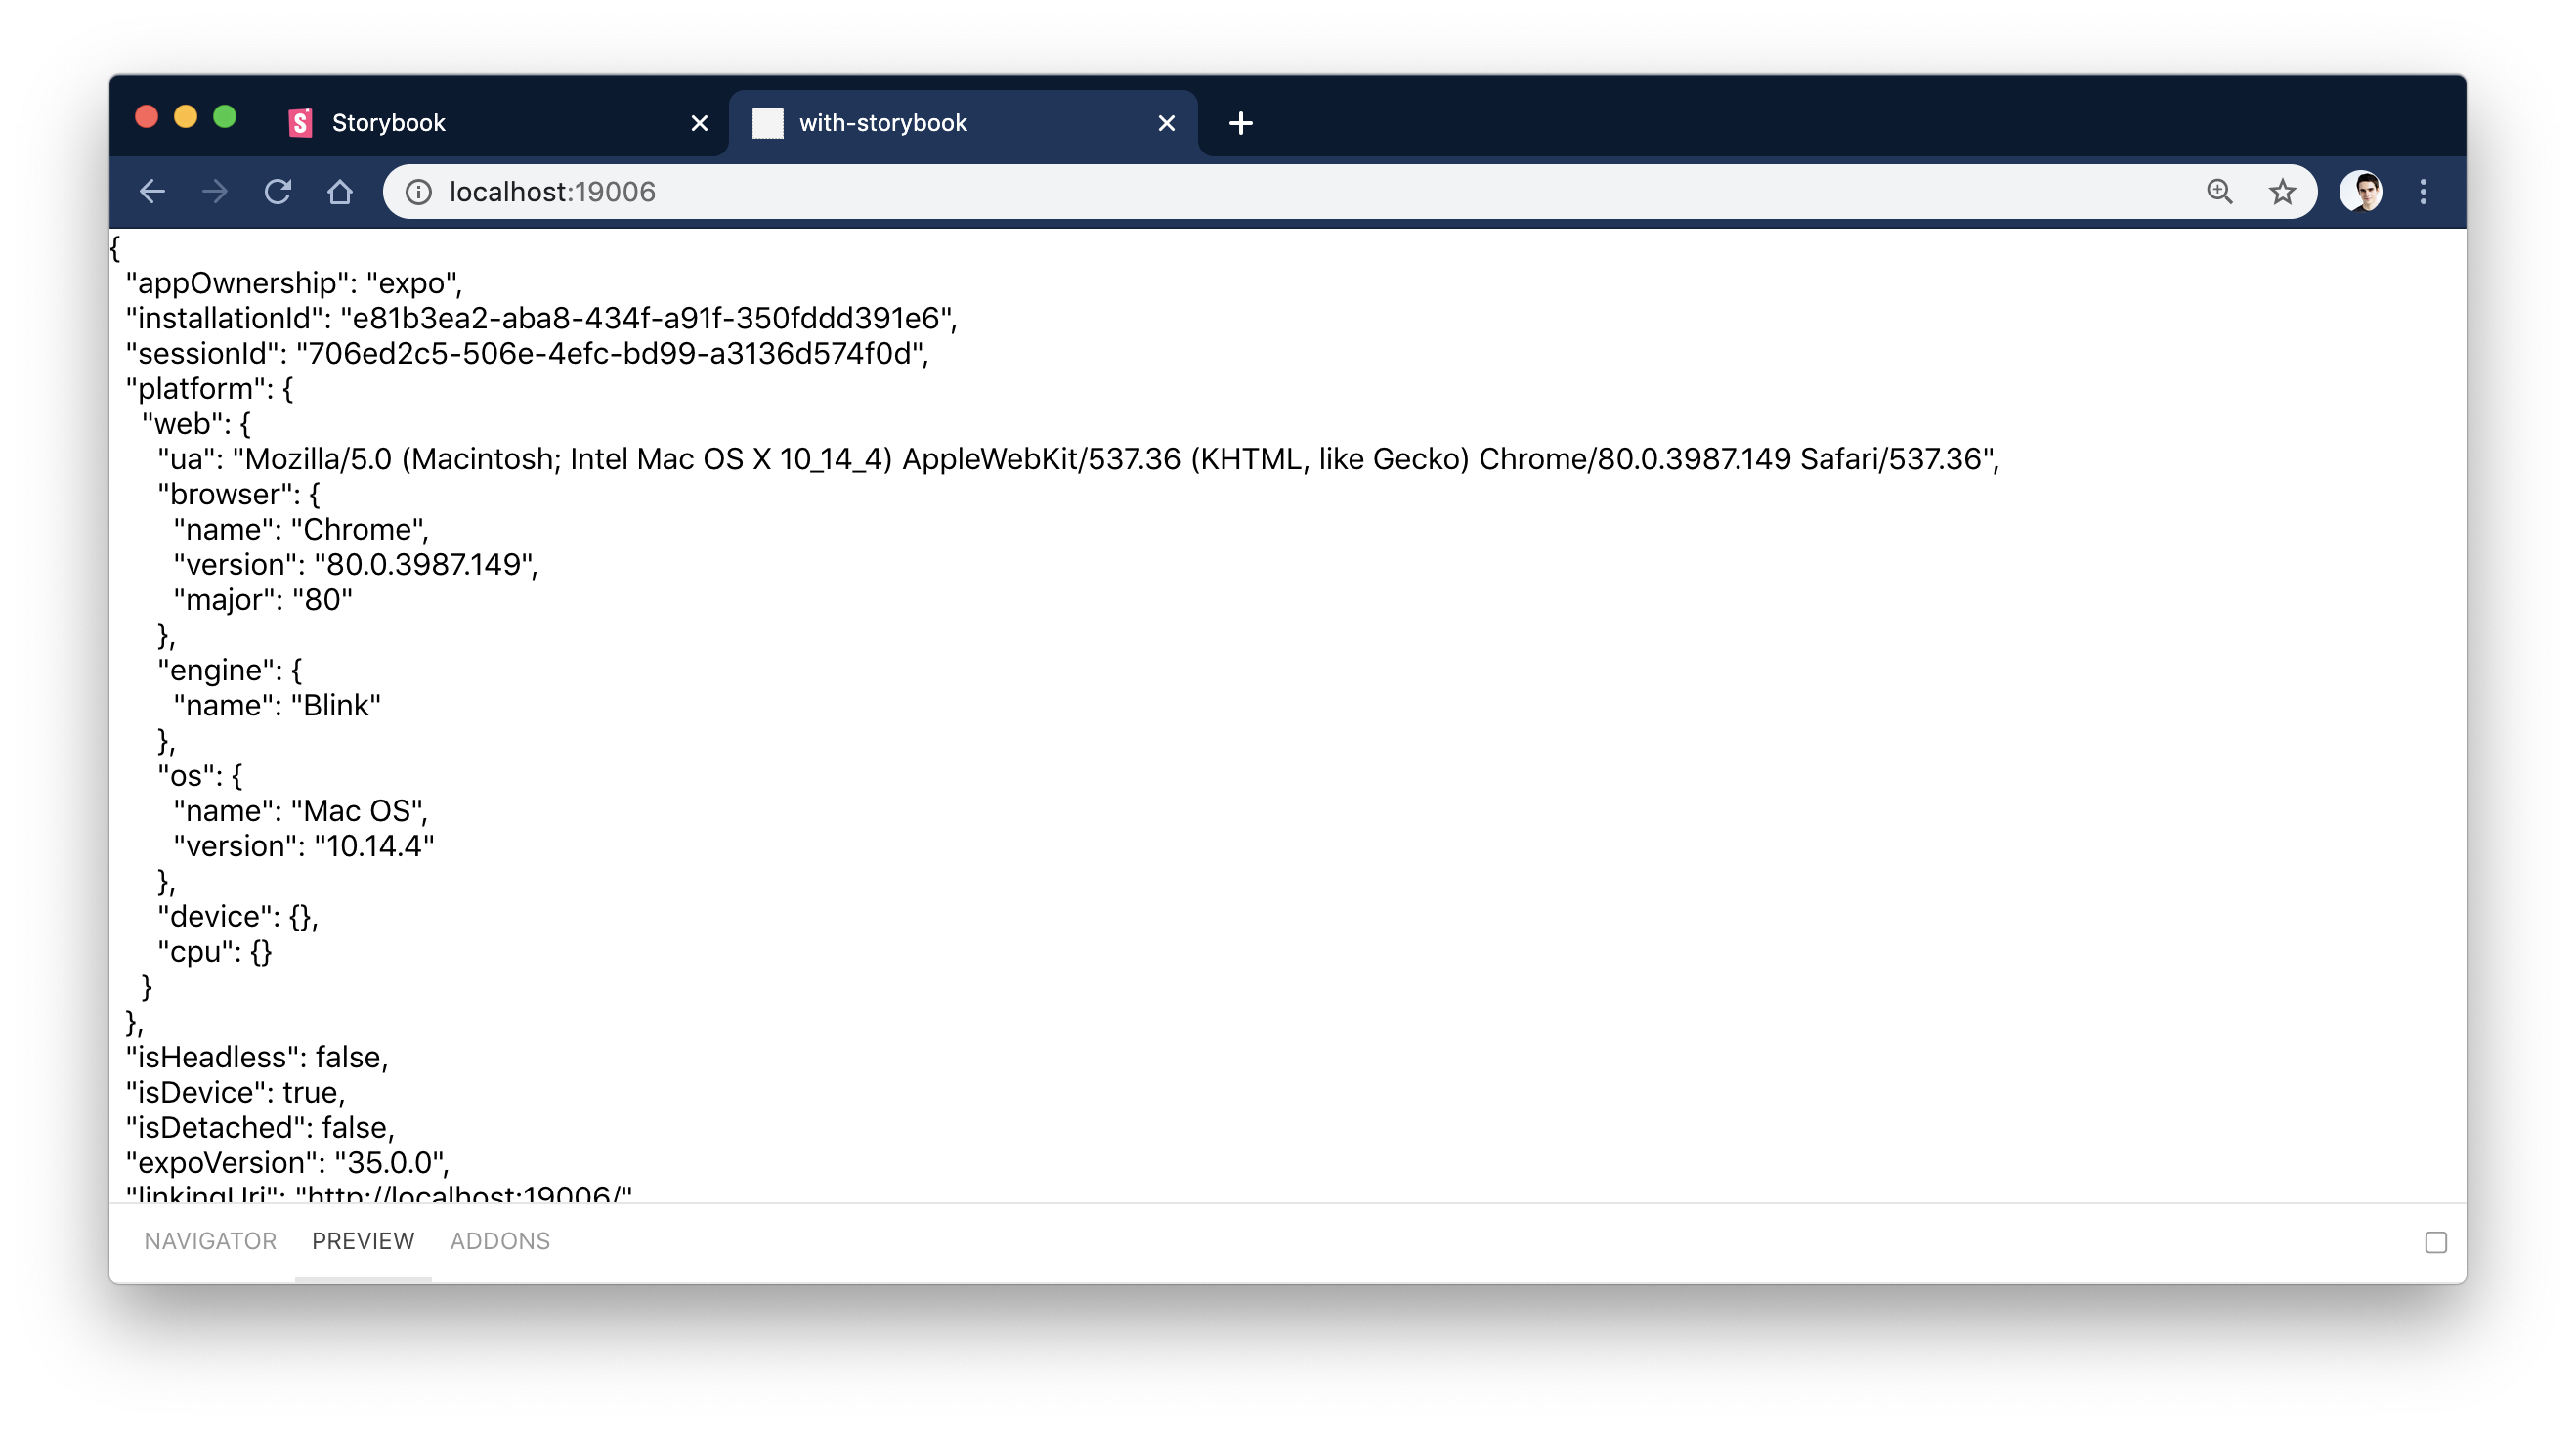 Storybook
with-storybook
localhost:19006
{
"appOwnership": "expo",
"installationId": "e81b3ea2-aba8-434f-a91f-350fddd391e6",
"sessionId": "706ed2c5-506e-4efc-bd99-a3136d574f0d",
"platform": {
"web": {
"ua": "Mozilla/5.0 (Macintosh; Intel Mac OS X 10_14_4) AppleWebKit/537.36 (KHTML, like Gecko) Chrome/80.0.3987.149 Safari/537.36",
"browser": {
"name": "Chrome",
"version": "80.0.3987.149",
"major": "80"
},
"engine": {
"name": "Blink"
},
"os": {
"name": "Mac OS",
"version": "10.14.4"
},
"device": {},
"cpu": {}
}
},
"isHeadless": false,
"isDevice": true,
"isDetached": false,
"expoVersion": "35.0.0",
"linkingUri": "http://localhost:19006/"
NAVIGATOR PREVIEW ADDONS